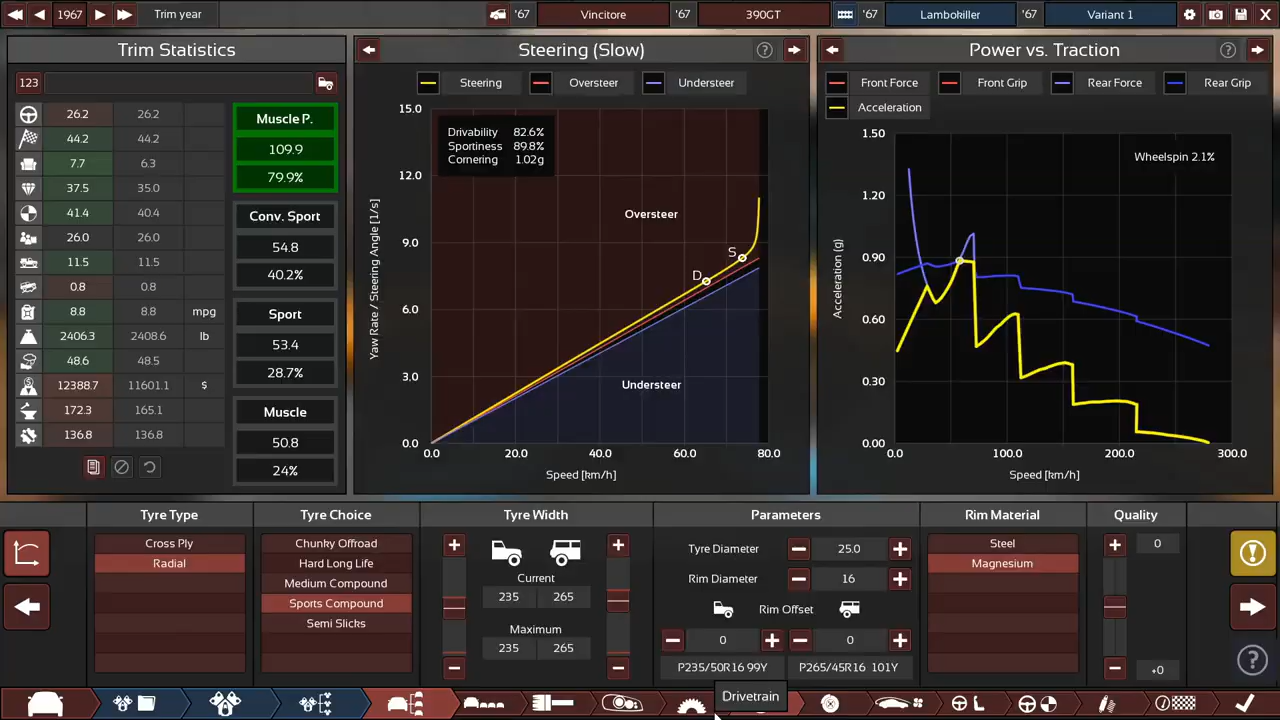 1967 Trim year '67 Vincitore '67 390GT '67 Lambokiller '67 Variant 1
Trim Statistics
123
26.2 26.2
44.2 44.2
7.7 6.3
37.5 35.0
41.4 40.4
26.0 26.0
11.5 11.5
0.8 0.8
8.8 8.8 mpg
2406.3 2408.6 lb
48.6 48.5
12388.7 11601.1 $
172.3 165.1
136.8 136.8
Muscle P.
109.9
79.9%
Conv. Sport
54.8
40.2%
Sport
53.4
28.7%
Muscle
50.8
24%
Steering (Slow)
?
Steering Oversteer Understeer
Drivability 82.6%
Sportiness 89.8%
Cornering 1.02g
15.0
12.0
9.0
6.0
3.0
0.0
Yaw Rate / Steering Angle [1/s]
Oversteer
S
D
Understeer
0.0 20.0 40.0 60.0 80.0
Speed [km/h]
Power vs. Traction
?
Front Force Front Grip Rear Force Rear Grip
Acceleration
Wheelspin 2.1%
1.50
1.20
0.90
0.60
0.30
0.00
Acceleration (g)
0.0 100.0 200.0 300.0
Speed [km/h]
Tyre Type
Cross Ply
Radial
Tyre Choice
Chunky Offroad
Hard Long Life
Medium Compound
Sports Compound
Semi Slicks
Tyre Width
Current
235 265
Maximum
235 265
Parameters
Tyre Diameter 25.0
Rim Diameter 16
Rim Offset
0 0
P235/50R16 99Y P265/45R16 101Y
Rim Material
Steel
Magnesium
Quality
0
+0
?
Drivetrain